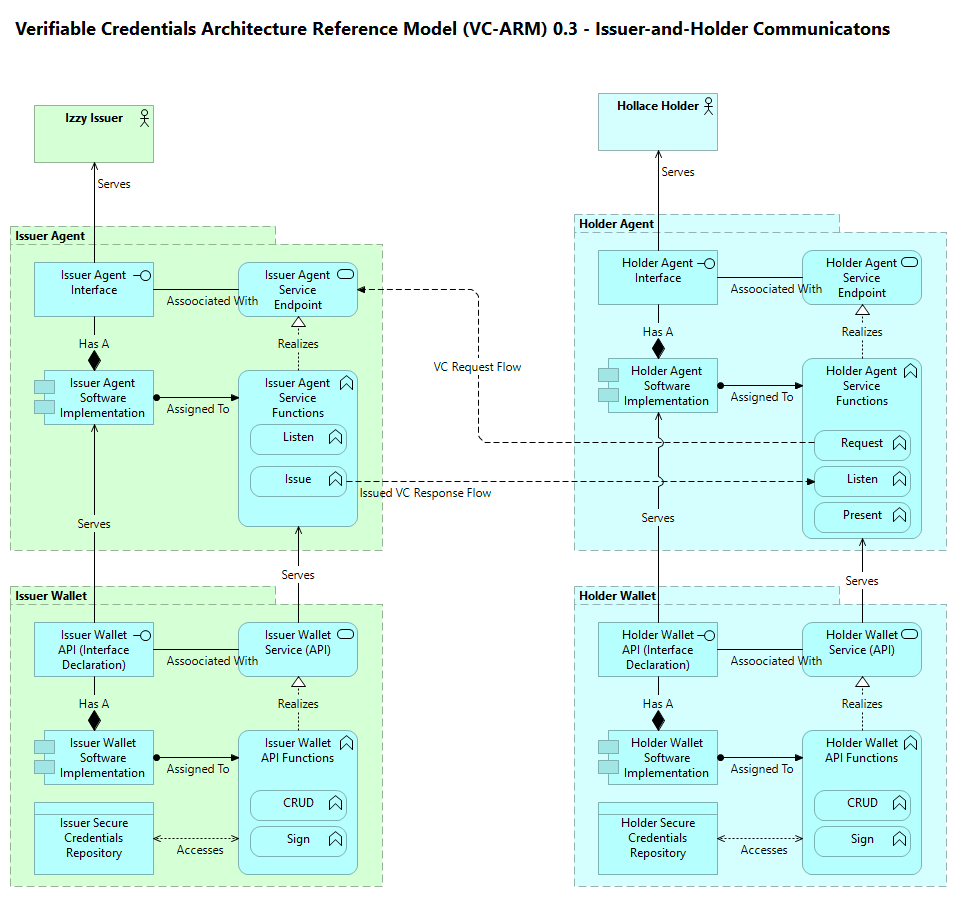 Verifiable Credentials Architecture Reference Model (VC-ARM) 0.3 - Issuer-and-Holder Communicatons
Izzy Issuer
Serves
Issuer Agent
Issuer Agent
Interface
Assoociated With
Issuer Agent
Service
Endpoint
Has A
Realizes
Issuer Agent
Software
Implementation
Assigned To
Issuer Agent
Service
Functions
Listen
Issue
Serves
Serves
Issuer Wallet
Issuer Wallet
API (Interface
Declaration)
Assoociated With
Issuer Wallet
Service (API)
Has A
Realizes
Issuer Wallet
Software
Implementation
Assigned To
Issuer Wallet
API Functions
CRUD
Sign
Issuer Secure
Credentials
Repository
Accesses
VC Request Flow
Issued VC Response Flow
Hollace Holder
Serves
Holder Agent
Holder Agent
Interface
Assoociated With
Holder Agent
Service
Endpoint
Has A
Realizes
Holder Agent
Software
Implementation
Assigned To
Holder Agent
Service
Functions
Request
Listen
Present
Serves
Serves
Holder Wallet
Holder Wallet
API (Interface
Declaration)
Assoociated With
Holder Wallet
Service (API)
Has A
Realizes
Holder Wallet
Software
Implementation
Assigned To
Holder Wallet
API Functions
CRUD
Sign
Holder Secure
Credentials
Repository
Accesses